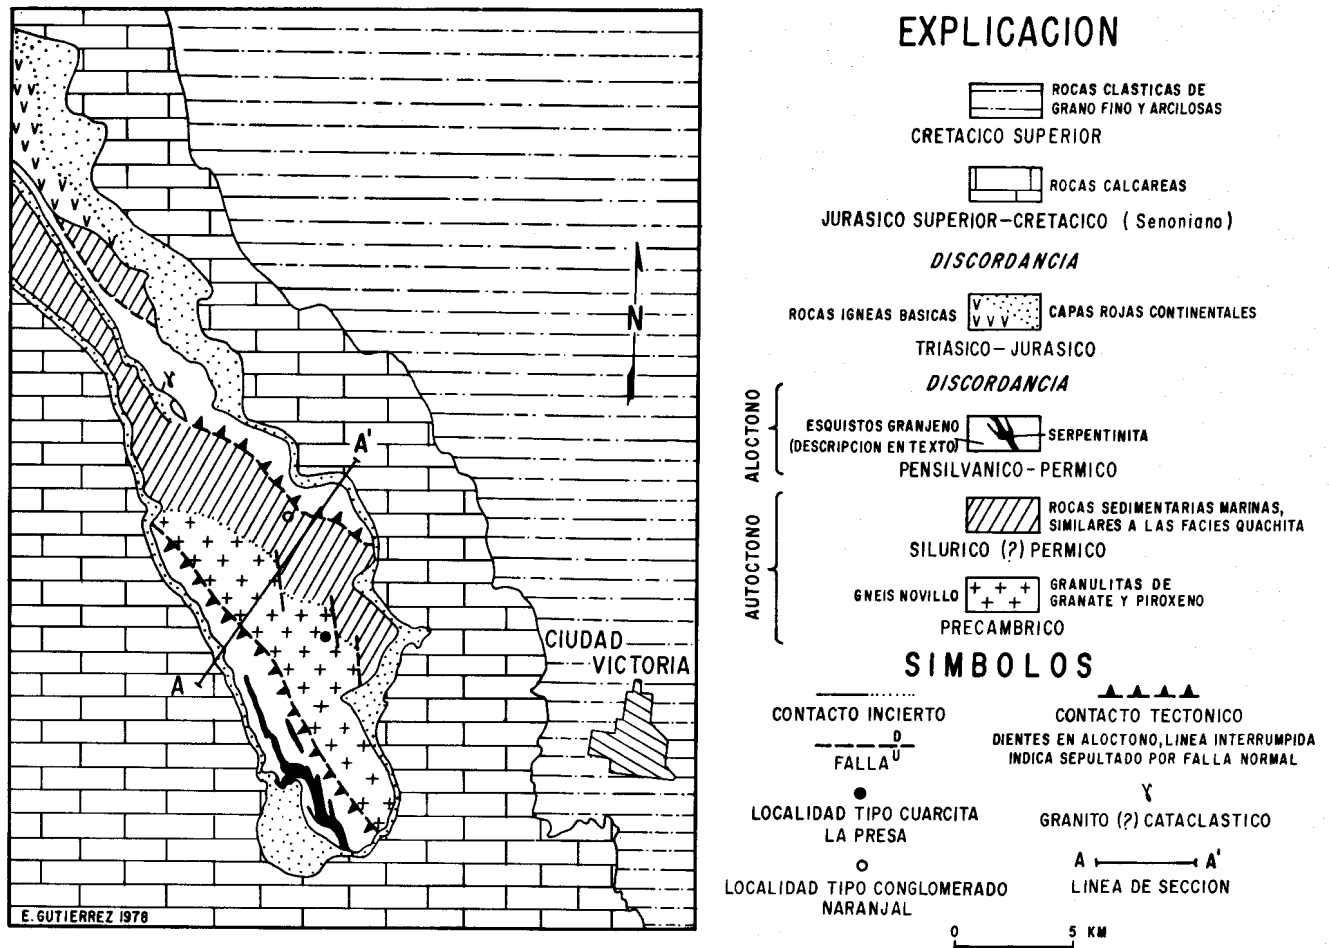 EXPLICACION
ROCAS CLASTICAS DE
GRANO FINO Y ARCILOSAS
CRETACICO SUPERIOR
ROCAS CALCAREAS
JURASICO SUPERIOR-CRETACICO (Senoniano)
DISCORDANCIA
ROCAS IGNEAS BASICAS
CAPAS ROJAS CONTINENTALES
TRIASICO-JURASICO
DISCORDANCIA
ALOCTONO
ESQUISTOS GRANJENO
(DESCRIPCION EN TEXTO)
SERPENTINITA
PENSILVANICO-PERMICO
AUTOCTONO
ROCAS SEDIMENTARIAS MARINAS,
SIMILARES A LAS FACIES QUACHITA
SILURICO (?) PERMICO
GNEIS NOVILLO
GRANULITAS DE
GRANATE Y PIROXENO
PRECAMBRICO
SIMBOLOS
CONTACTO INCIERTO
D
U
FALLA
LOCALIDAD TIPO CUARCITA
LA PRESA
LOCALIDAD TIPO CONGLOMERADO
NARANJAL
CONTACTO TECTONICO
DIENTES EN ALOCTONO, LINEA INTERRUMPIDA
INDICA SEPULTADO POR FALLA NORMAL
γ
GRANITO (?) CATACLASTICO
A A'
LINEA DE SECCION
0 5 KM
N
γ
A'
A
CIUDAD
VICTORIA
E. GUTIERREZ 1978